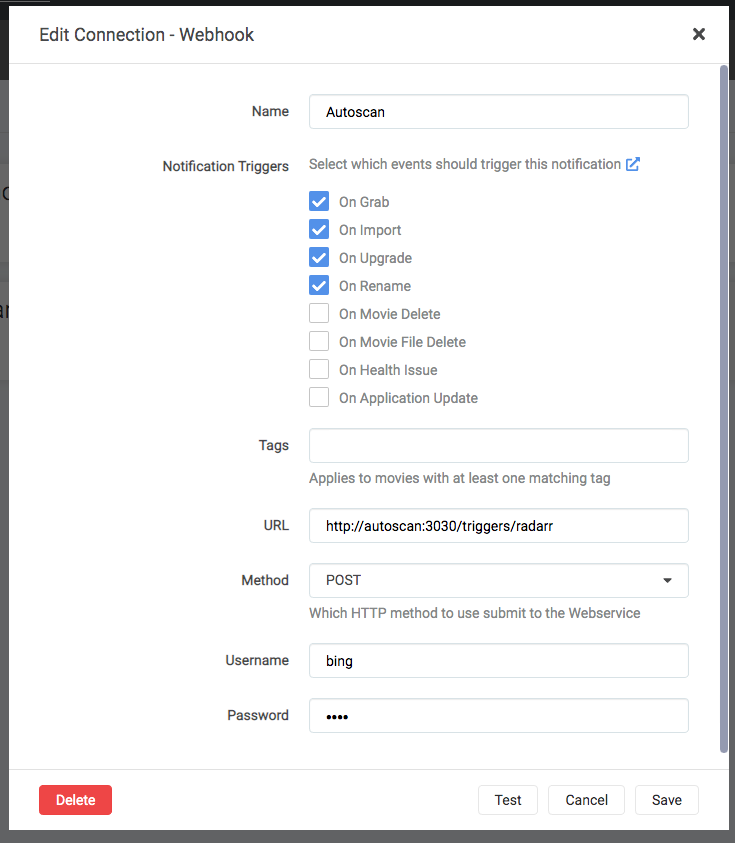 Edit Connection - Webhook
Name
Autoscan
Notification Triggers
Select which events should trigger this notification
On Grab
On Import
On Upgrade
On Rename
On Movie Delete
On Movie File Delete
On Health Issue
On Application Update
Tags
Applies to movies with at least one matching tag
URL
http://autoscan:3030/triggers/radarr
Method
POST
Which HTTP method to use submit to the Webservice
Username
bing
Password
••••
Delete
Test
Cancel
Save